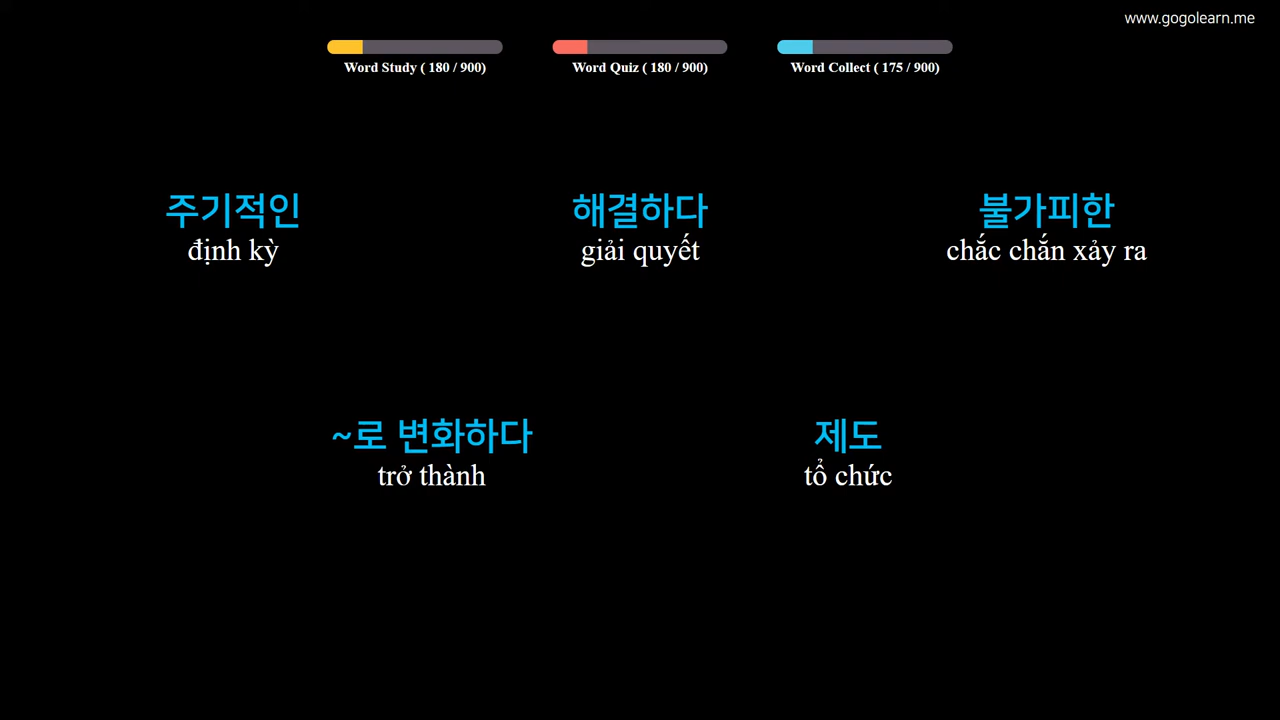 www.gogolearn.me
Word Study ( 180 / 900)
Word Quiz ( 180 / 900)
Word Collect ( 175 / 900)
주기적인
định kỳ
해결하다
giải quyết
불가피한
chắc chắn xảy ra
~로 변화하다
trở thành
제도
tổ chức